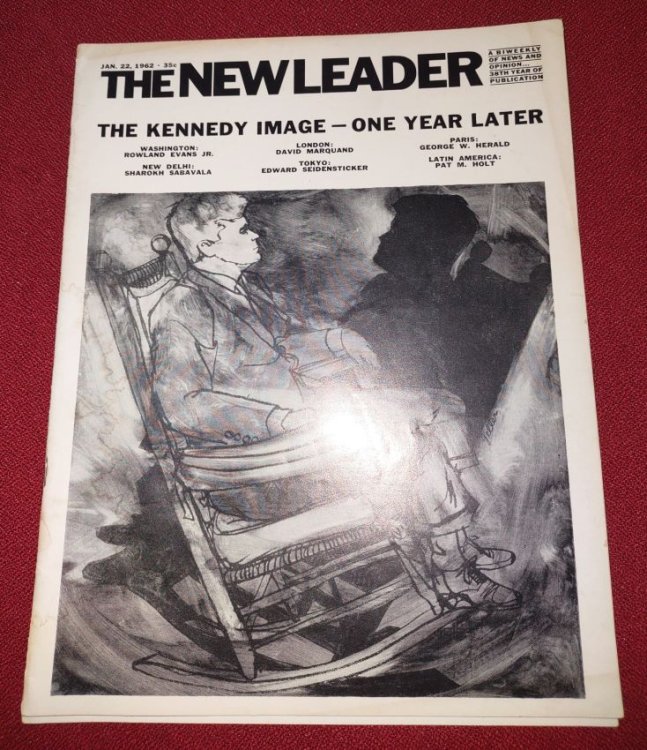 JAN. 22, 1962 · 35c
THE NEW LEADER
A BIWEEKLY
OF NEWS AND
OPINION...
38TH YEAR OF
PUBLICATION
THE KENNEDY IMAGE — ONE YEAR LATER
WASHINGTON:
ROWLAND EVANS JR.
LONDON:
DAVID MARQUAND
PARIS:
GEORGE W. HERALD
NEW DELHI:
SHAROKH SABAVALA
TOKYO:
EDWARD SEIDENSTICKER
LATIN AMERICA:
PAT M. HOLT